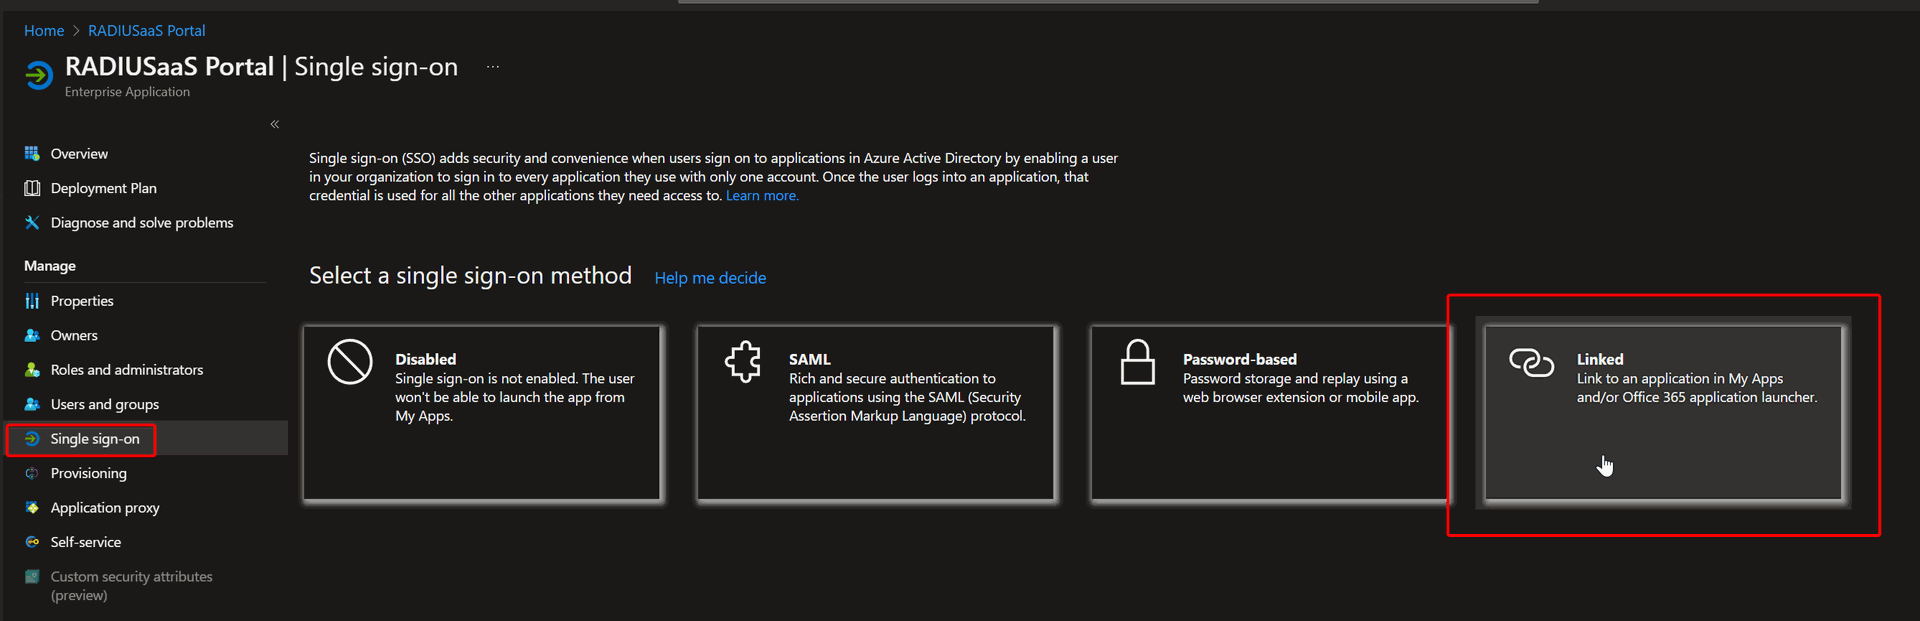 Home > RADIUSaaS Portal
RADIUSaaS Portal | Single sign-on ...
Enterprise Application
«
Overview
Deployment Plan
Diagnose and solve problems
Manage
Properties
Owners
Roles and administrators
Users and groups
Single sign-on
Provisioning
Application proxy
Self-service
Custom security attributes
(preview)
Single sign-on (SSO) adds security and convenience when users sign on to applications in Azure Active Directory by enabling a user
in your organization to sign in to every application they use with only one account. Once the user logs into an application, that
credential is used for all the other applications they need access to. Learn more.
Select a single sign-on method Help me decide
Disabled
Single sign-on is not enabled. The user
won't be able to launch the app from
My Apps.
SAML
Rich and secure authentication to
applications using the SAML (Security
Assertion Markup Language) protocol.
Password-based
Password storage and replay using a
web browser extension or mobile app.
Linked
Link to an application in My Apps
and/or Office 365 application launcher.